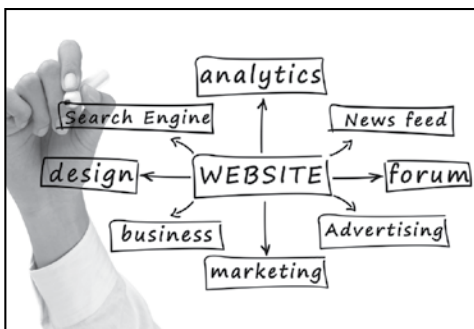 analytics
Search Engine
News feed
design
WEBSITE
forum
business
Advertising
marketing